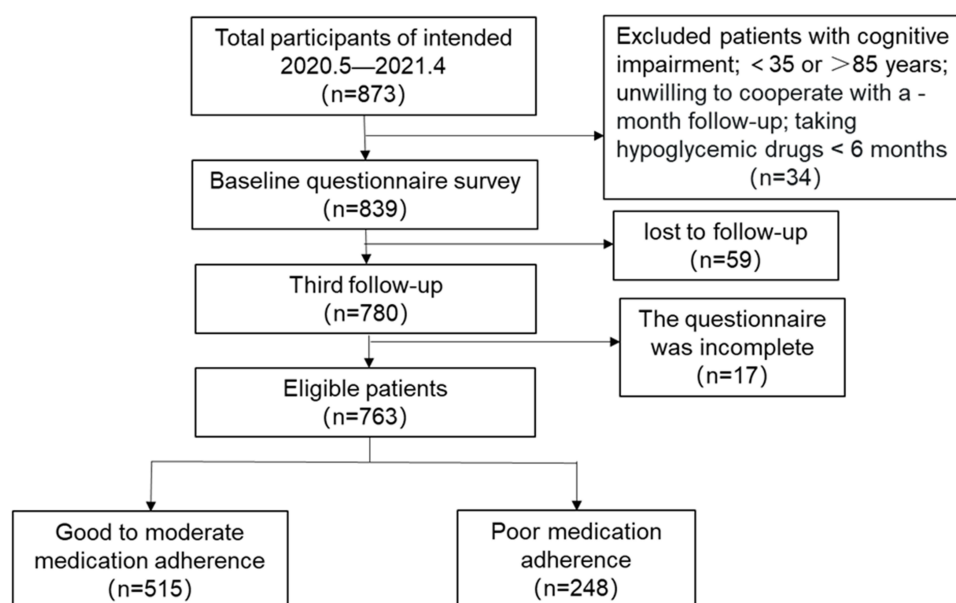 Total participants of intended
2020.5—2021.4
(n=873)
Excluded patients with cognitive
impairment; <35 or >85 years;
unwilling to cooperate with a -
month follow-up; taking
hypoglycemic drugs < 6 months
(n=34)
Baseline questionnaire survey
(n=839)
lost to follow-up
(n=59)
Third follow-up
(n=780)
The questionnaire
was incomplete
(n=17)
Eligible patients
(n=763)
Good to moderate
medication adherence
(n=515)
Poor medication
adherence
(n=248)